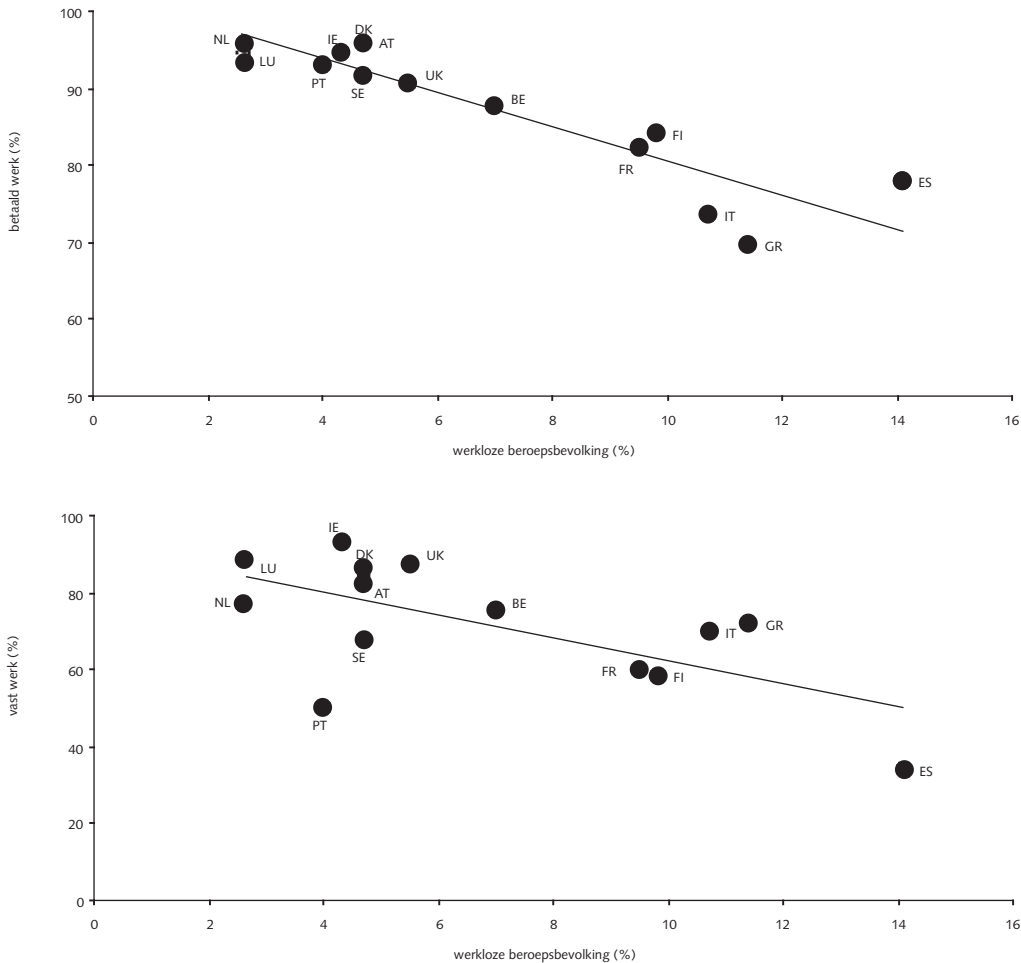 100
90
80
70
60
50
betaald werk (%)
NL
LU
IE
DK
AT
PT
SE
UK
BE
FI
FR
IT
GR
ES
0 2 4 6 8 10 12 14 16
werkloze beroepsbevolking (%)
100
80
60
40
20
0
vast werk (%)
IE
LU
NL
DK
AT
UK
SE
PT
BE
FR
FI
IT
GR
ES
0 2 4 6 8 10 12 14 16
werkloze beroepsbevolking (%)